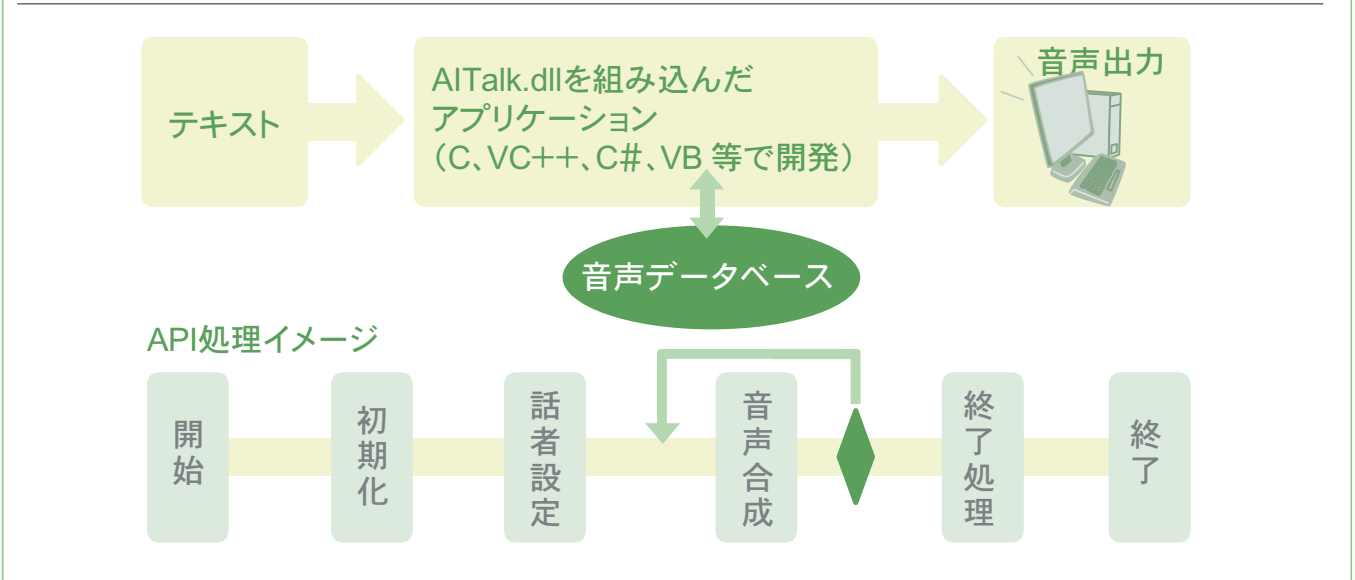 テキスト
AITalk.dllを組み込んだ
アプリケーション
（C、VC＋＋、C＃、VB 等で開発）
音声出力
音声データベース
API処理イメージ
開始
初期化
話者設定
音声合成
終了処理
終了